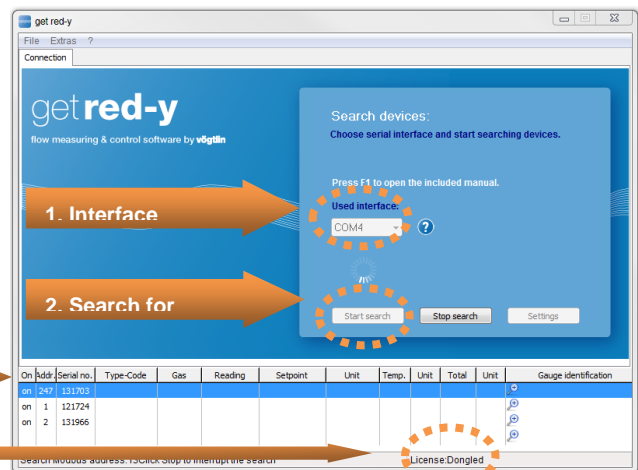 get red-y
File Extras ?
Connection
get red-y
flow measuring & control software by vögtlin
Search devices:
Choose serial interface and start searching devices.
Press F1 to open the included manual.
Used interface:
1. Interface
COM4
?
2. Search for
Start search
Stop search
Settings
On Addr. Serial no. Type-Code Gas Reading Setpoint Unit Temp. Unit Total Unit Gauge identification
on 247 131703
on 1 121724
on 2 131966
Search Modbus address: 13Click Stop to interrupt the search
License:Dongled